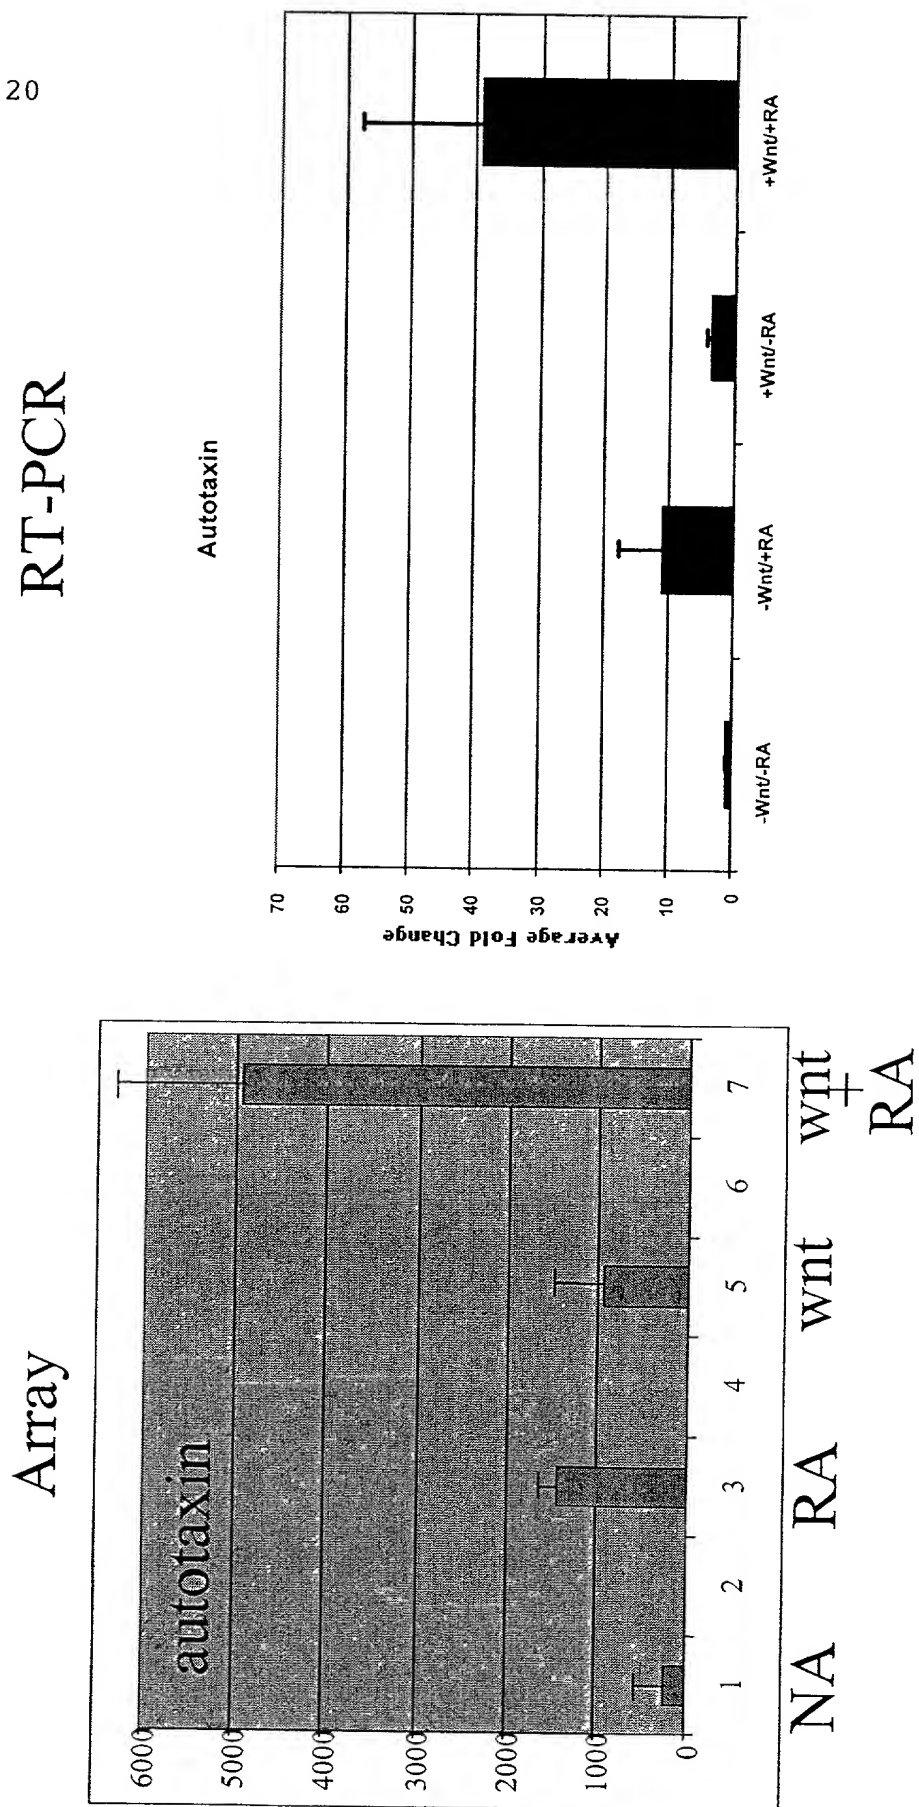 20
Array
autotaxin
6000
5000
4000
3000
2000
1000
0
1 2 3 4 5 6 7
NA RA wnt wnt
+
RA
RT-PCR
Autotaxin
Average Fold Change
70
60
50
40
30
20
10
0
-Wnt/-RA -Wnt/+RA +Wnt/-RA +Wnt/+RA